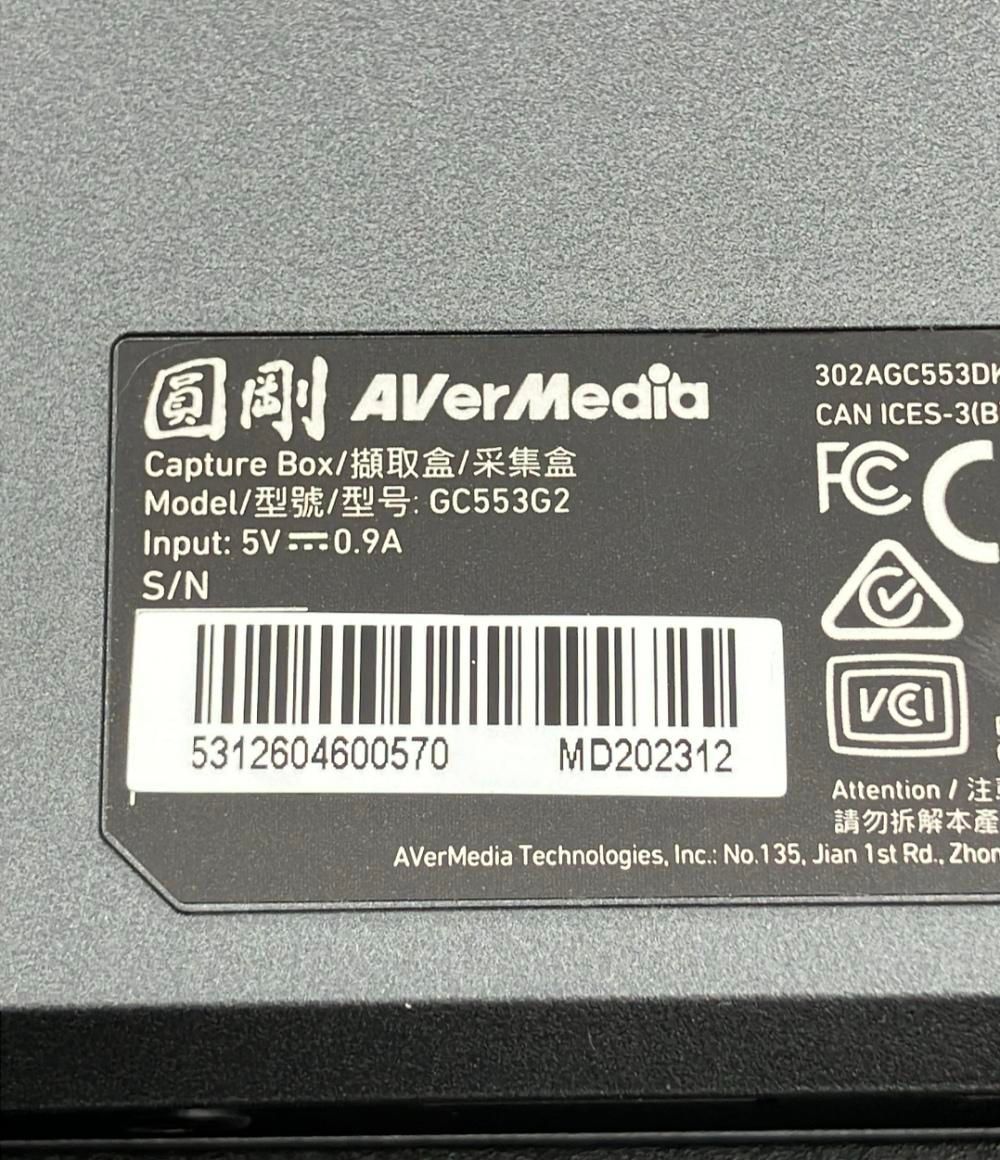 圓剛 AVerMedia
Capture Box/擷取盒/采集盒
Model/型號/型号: GC553G2
Input: 5V⎓0.9A
S/N
5312604600570 MD202312
302AGC553DK
CAN ICES-3(B
FC
C
VCCI
Attention / 注
請勿拆解本產
AVerMedia Technologies, Inc.: No.135, Jian 1st Rd., Zhon